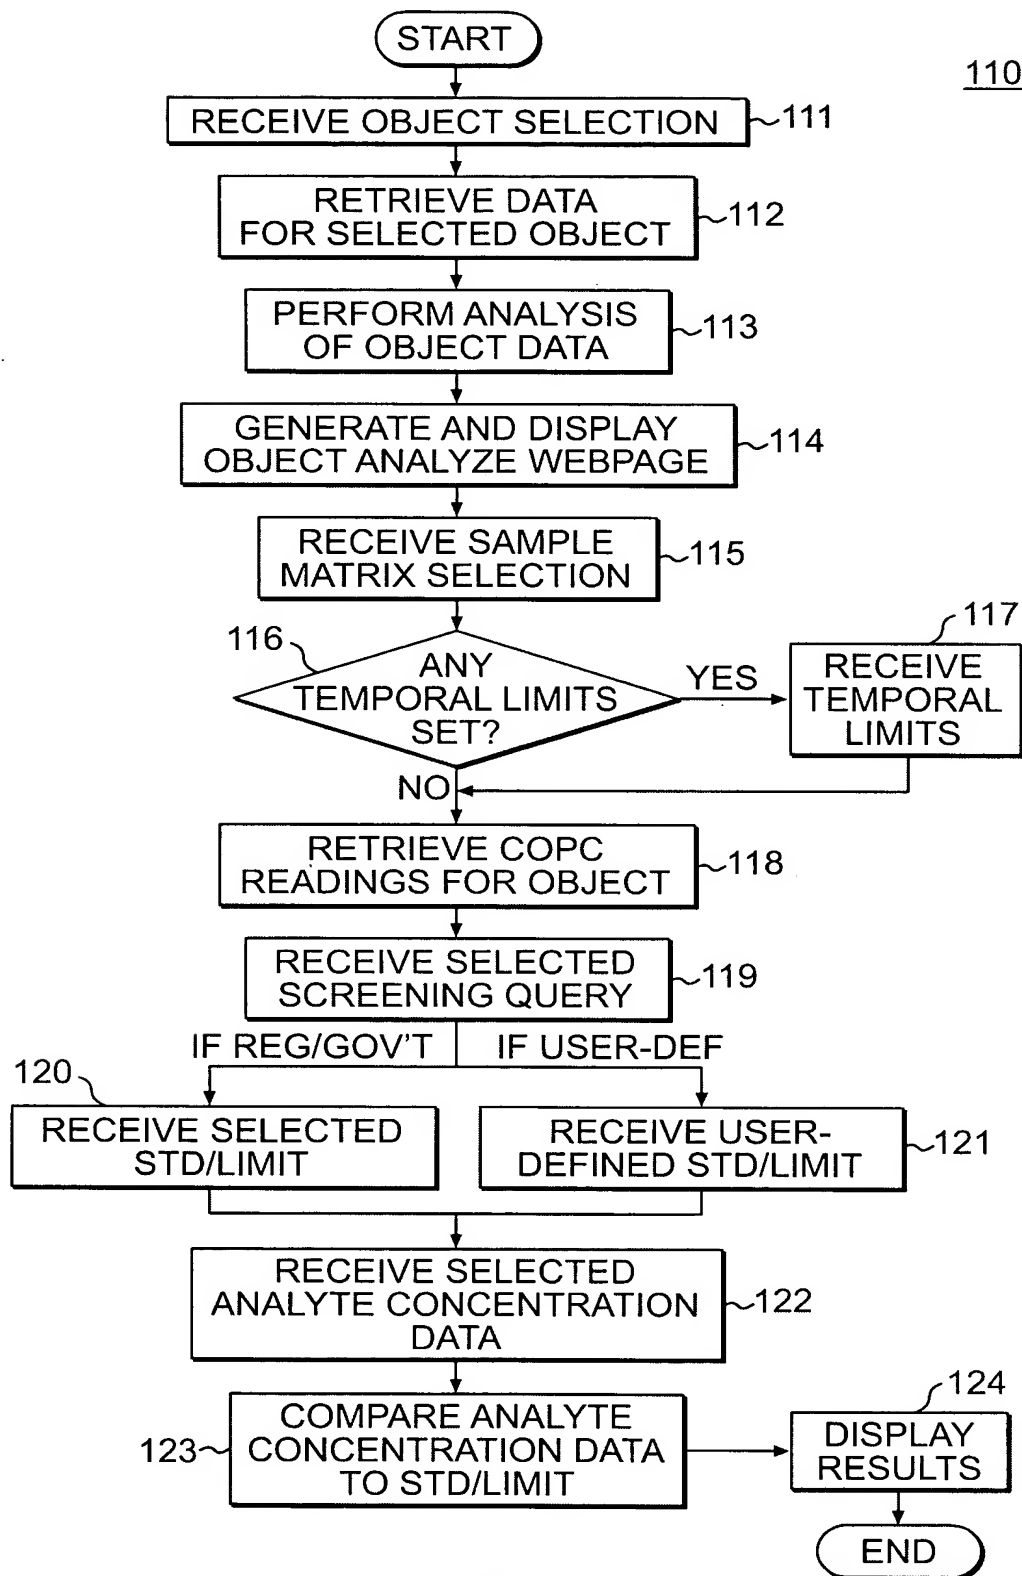 START
110
RECEIVE OBJECT SELECTION
111
RETRIEVE DATA
FOR SELECTED OBJECT
112
PERFORM ANALYSIS
OF OBJECT DATA
113
GENERATE AND DISPLAY
OBJECT ANALYZE WEBPAGE
114
RECEIVE SAMPLE
MATRIX SELECTION
115
116
ANY
TEMPORAL LIMITS
SET?
YES
117
RECEIVE
TEMPORAL
LIMITS
NO
RETRIEVE COPC
READINGS FOR OBJECT
118
RECEIVE SELECTED
SCREENING QUERY
119
IF REG/GOV'T
IF USER-DEF
120
RECEIVE SELECTED
STD/LIMIT
RECEIVE USER-
DEFINED STD/LIMIT
121
RECEIVE SELECTED
ANALYTE CONCENTRATION
DATA
122
123
COMPARE ANALYTE
CONCENTRATION DATA
TO STD/LIMIT
124
DISPLAY
RESULTS
END